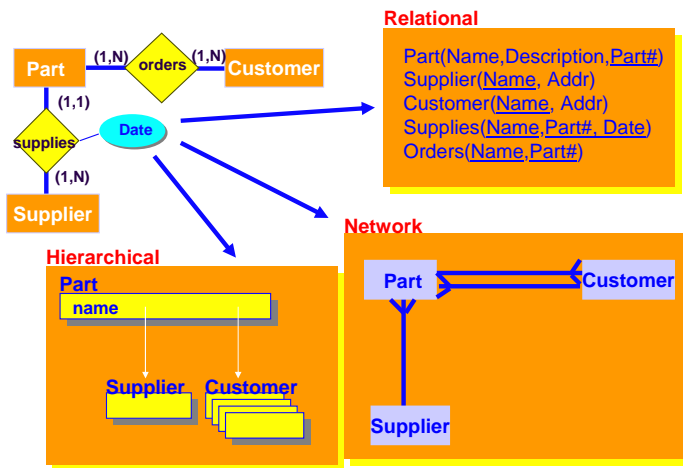 Relational
(1,N)
(1,N)
Part
orders
Customer
(1,1)
supplies
Date
(1,N)
Supplier
Part(Name,Description,Part#)
Supplier(Name, Addr)
Customer(Name, Addr)
Supplies(Name,Part#, Date)
Orders(Name,Part#)
Hierarchical
Part
name
Supplier
Customer
Network
Part
Customer
Supplier